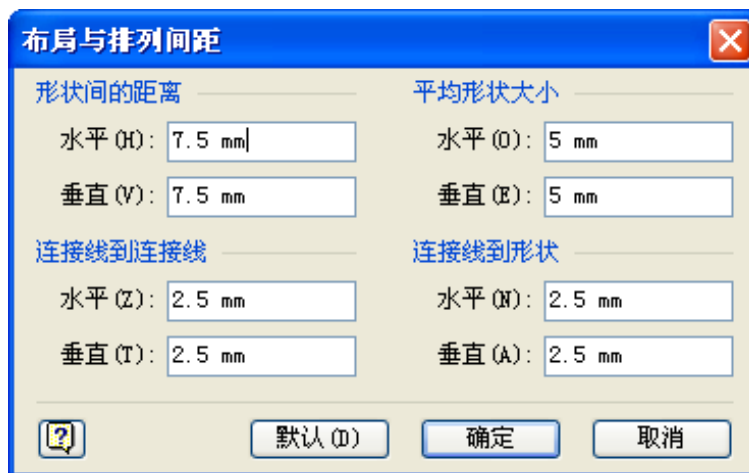 布局与排列间距
形状间的距离
水平(H): 7.5 mm
垂直(V): 7.5 mm
平均形状大小
水平(O): 5 mm
垂直(E): 5 mm
连接线到连接线
水平(Z): 2.5 mm
垂直(T): 2.5 mm
连接线到形状
水平(N): 2.5 mm
垂直(A): 2.5 mm
?
默认(D)
确定
取消